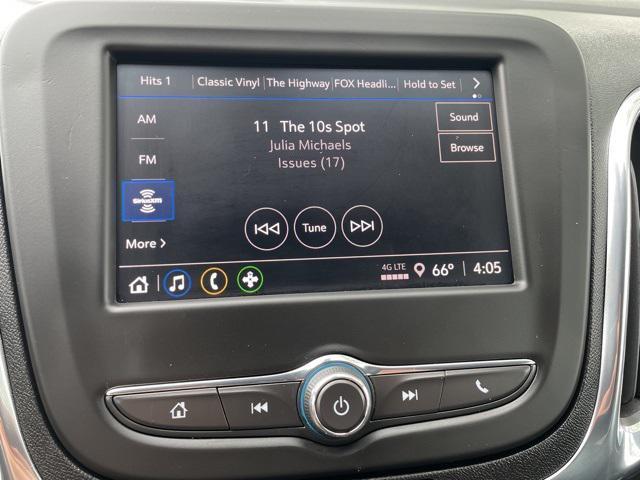 Hits 1 Classic Vinyl The Highway FOX Headli... Hold to Set
AM
11 The 10s Spot
Sound
Julia Michaels
Browse
FM
Issues (17)
SiriusXM
Tune
More
4G LTE 66° 4:05